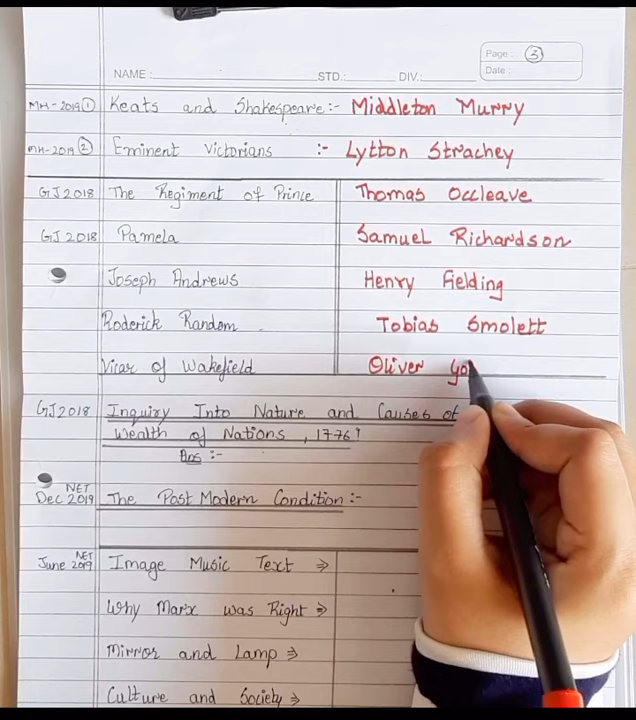 Page: 3
NAME: STD.: DIV.: Date:
MH-2019 1 Keats and Shakespeare:- Middleton Murry
MH-2019 2 Eminent Victorians :- Lytton Strachey
GJ2018 The Regiment of Prince Thomas Occleave
GJ 2018 Pamela Samuel Richardson
Joseph Andrews Henry Fielding
Roderick Random Tobias Smolett
Vicar of Wakefield Oliver Go
GJ2018 Inquiry Into Nature and Causes of
Wealth of Nations, 1776?
Ans :-
NET
Dec 2019 The Post Modern Condition:-
NET
June 2019 Image Music Text ⇒
Why Marx was Right ⇒
Mirror and Lamp ⇒
Culture and Society ⇒